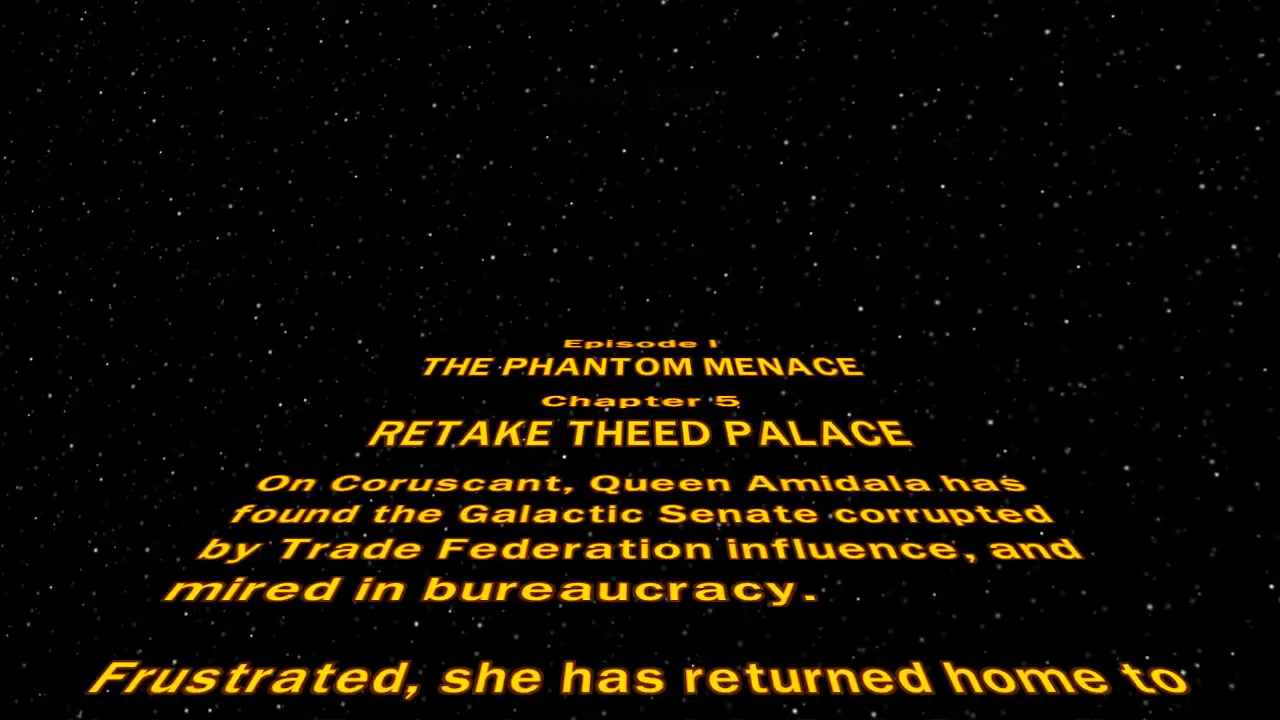 Episode I
THE PHANTOM MENACE
Chapter 5
RETAKE THEED PALACE
On Coruscant, Queen Amidala has
found the Galactic Senate corrupted
by Trade Federation influence, and
mired in bureaucracy.
Frustrated, she has returned home to